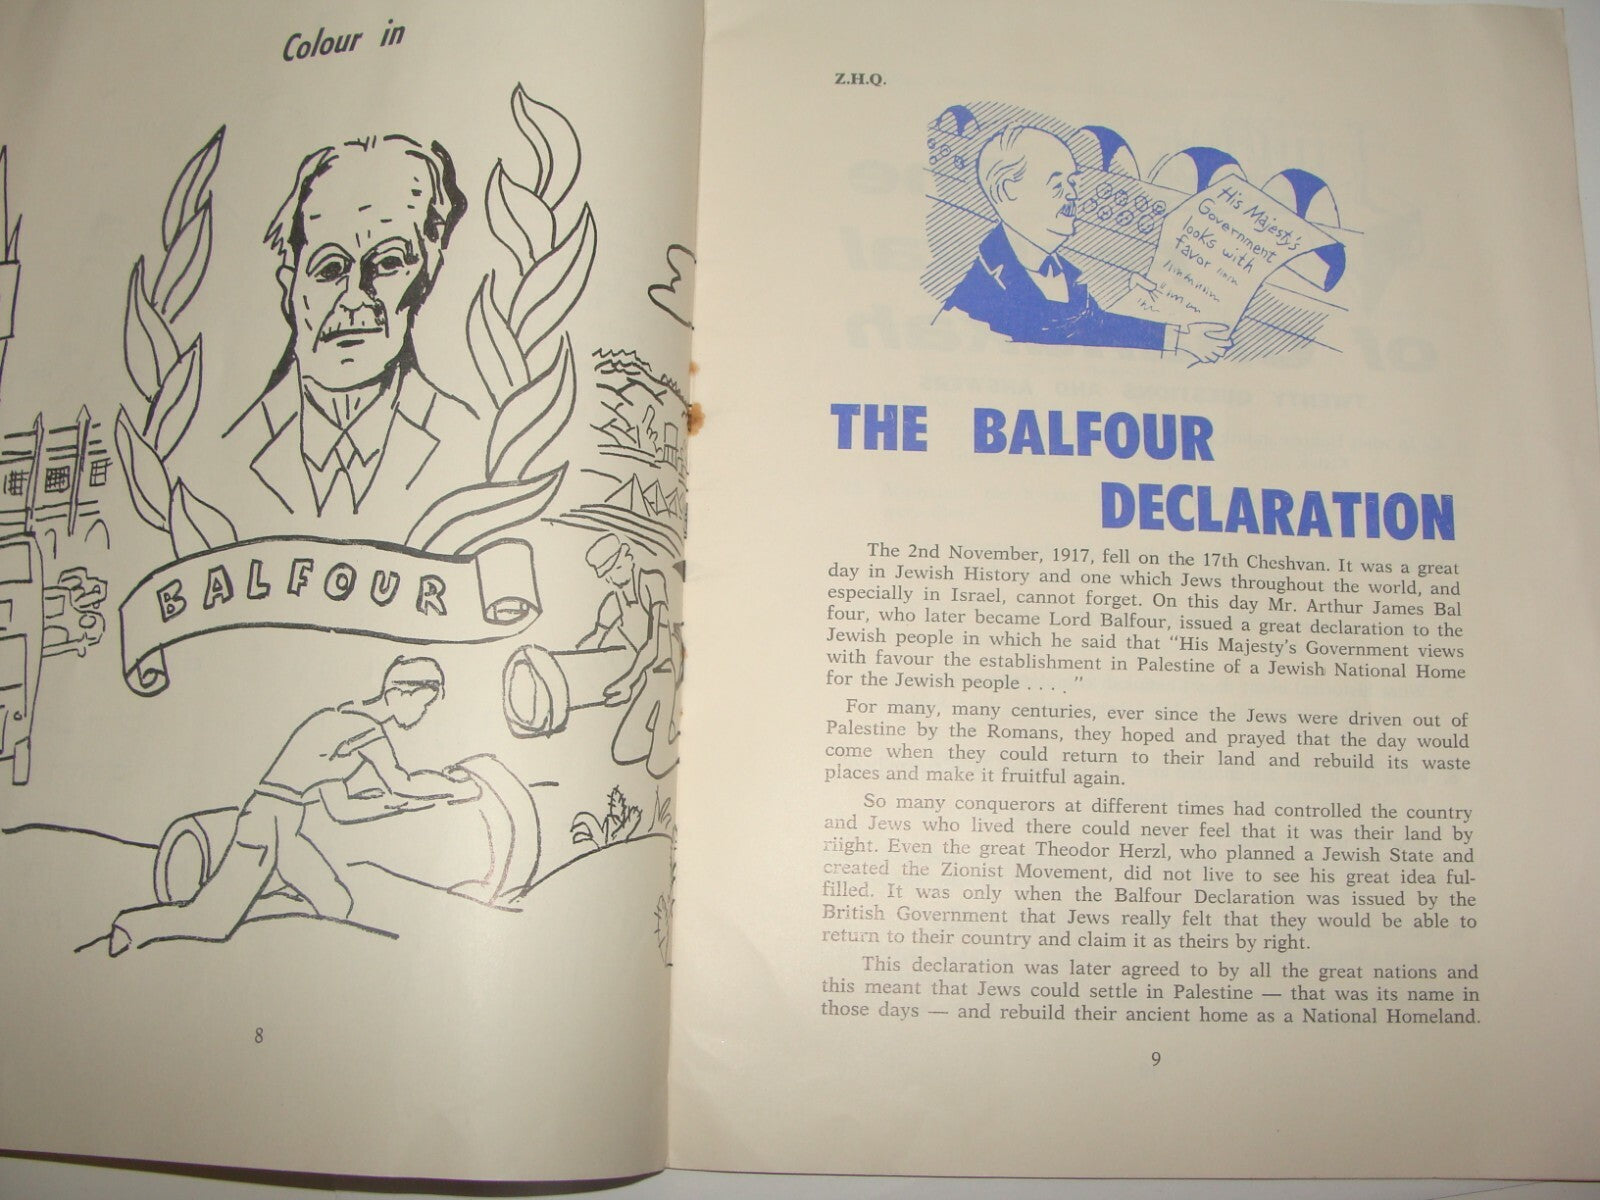 Colour in
BALFOUR
8
Z.H.Q.
His Majesty's
Government
looks with
favor
THE BALFOUR
DECLARATION
The 2nd November, 1917, fell on the 17th Cheshvan. It was a great
day in Jewish History and one which Jews throughout the world, and
especially in Israel, cannot forget. On this day Mr. Arthur James Bal
four, who later became Lord Balfour, issued a great declaration to the
Jewish people in which he said that "His Majesty's Government views
with favour the establishment in Palestine of a Jewish National Home
for the Jewish people . . . . "
For many, many centuries, ever since the Jews were driven out of
Palestine by the Romans, they hoped and prayed that the day would
come when they could return to their land and rebuild its waste
places and make it fruitful again.
So many conquerors at different times had controlled the country
and Jews who lived there could never feel that it was their land by
riight. Even the great Theodor Herzl, who planned a Jewish State and
created the Zionist Movement, did not live to see his great idea ful-
filled. It was only when the Balfour Declaration was issued by the
British Government that Jews really felt that they would be able to
return to their country and claim it as theirs by right.
This declaration was later agreed to by all the great nations and
this meant that Jews could settle in Palestine — that was its name in
those days — and rebuild their ancient home as a National Homeland.
9